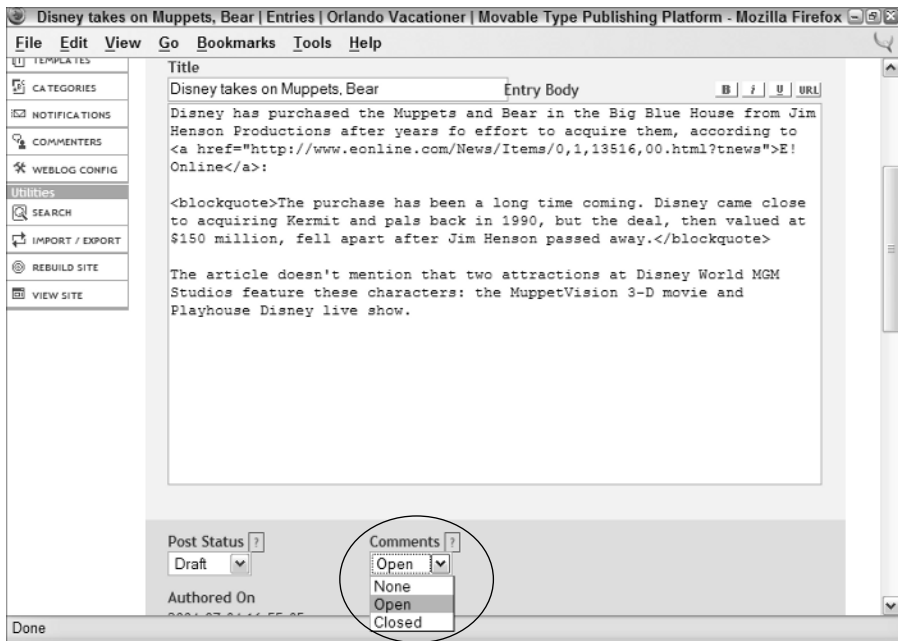 Disney takes on Muppets, Bear | Entries | Orlando Vacationer | Movable Type Publishing Platform - Mozilla Firefox
File Edit View Go Bookmarks Tools Help
TEMPLATES
CATEGORIES
NOTIFICATIONS
COMMENTERS
WEBLOG CONFIG
Utilities
SEARCH
IMPORT / EXPORT
REBUILD SITE
VIEW SITE
Title
Disney takes on Muppets, Bear
Entry Body
B i U URL
Disney has purchased the Muppets and Bear in the Big Blue House from Jim
Henson Productions after years fo effort to acquire them, according to
<a href="http://www.eonline.com/News/Items/0,1,13516,00.html?tnews">E!
Online</a>:
<blockquote>The purchase has been a long time coming. Disney came close
to acquiring Kermit and pals back in 1990, but the deal, then valued at
$150 million, fell apart after Jim Henson passed away.</blockquote>
The article doesn't mention that two attractions at Disney World MGM
Studios feature these characters: the MuppetVision 3-D movie and
Playhouse Disney live show.
Post Status ?
Draft
Comments ?
Open
None
Open
Closed
Authored On
Done